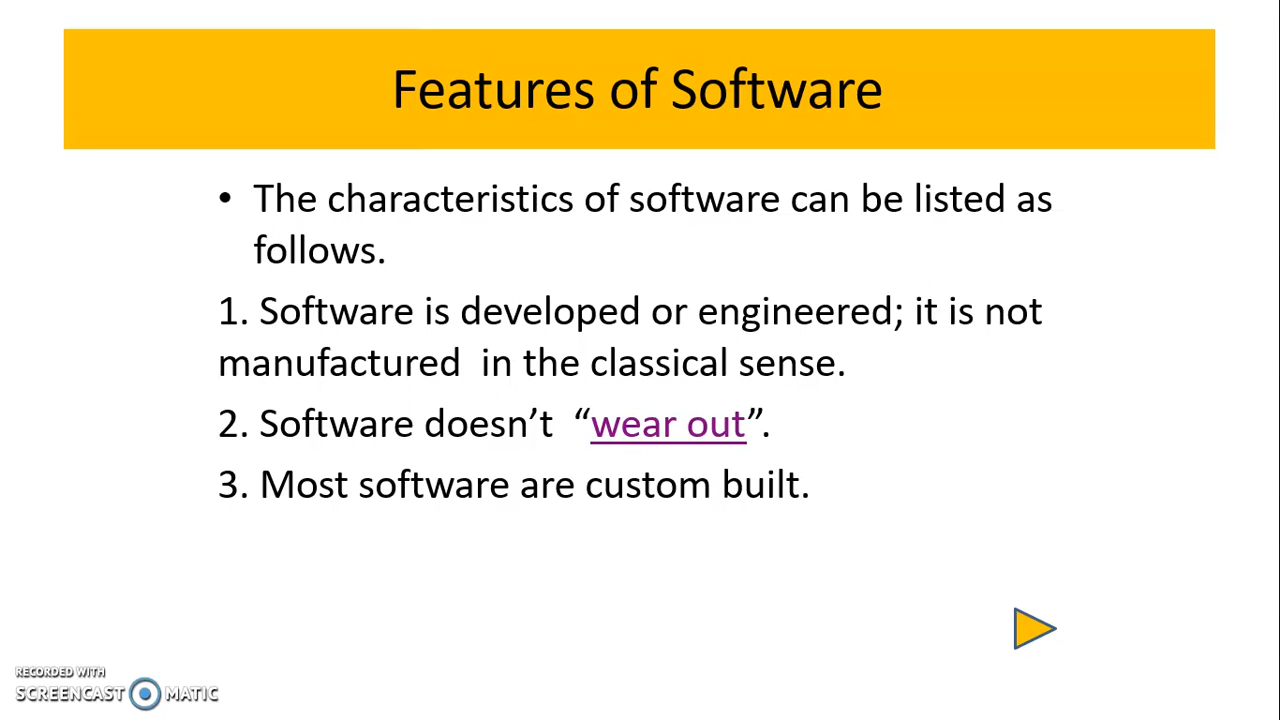 Features of Software
• The characteristics of software can be listed as
follows.
1. Software is developed or engineered; it is not
manufactured  in the classical sense.
2. Software doesn’t  “wear out”.
3. Most software are custom built.
RECORDED WITH
SCREENCAST MATIC